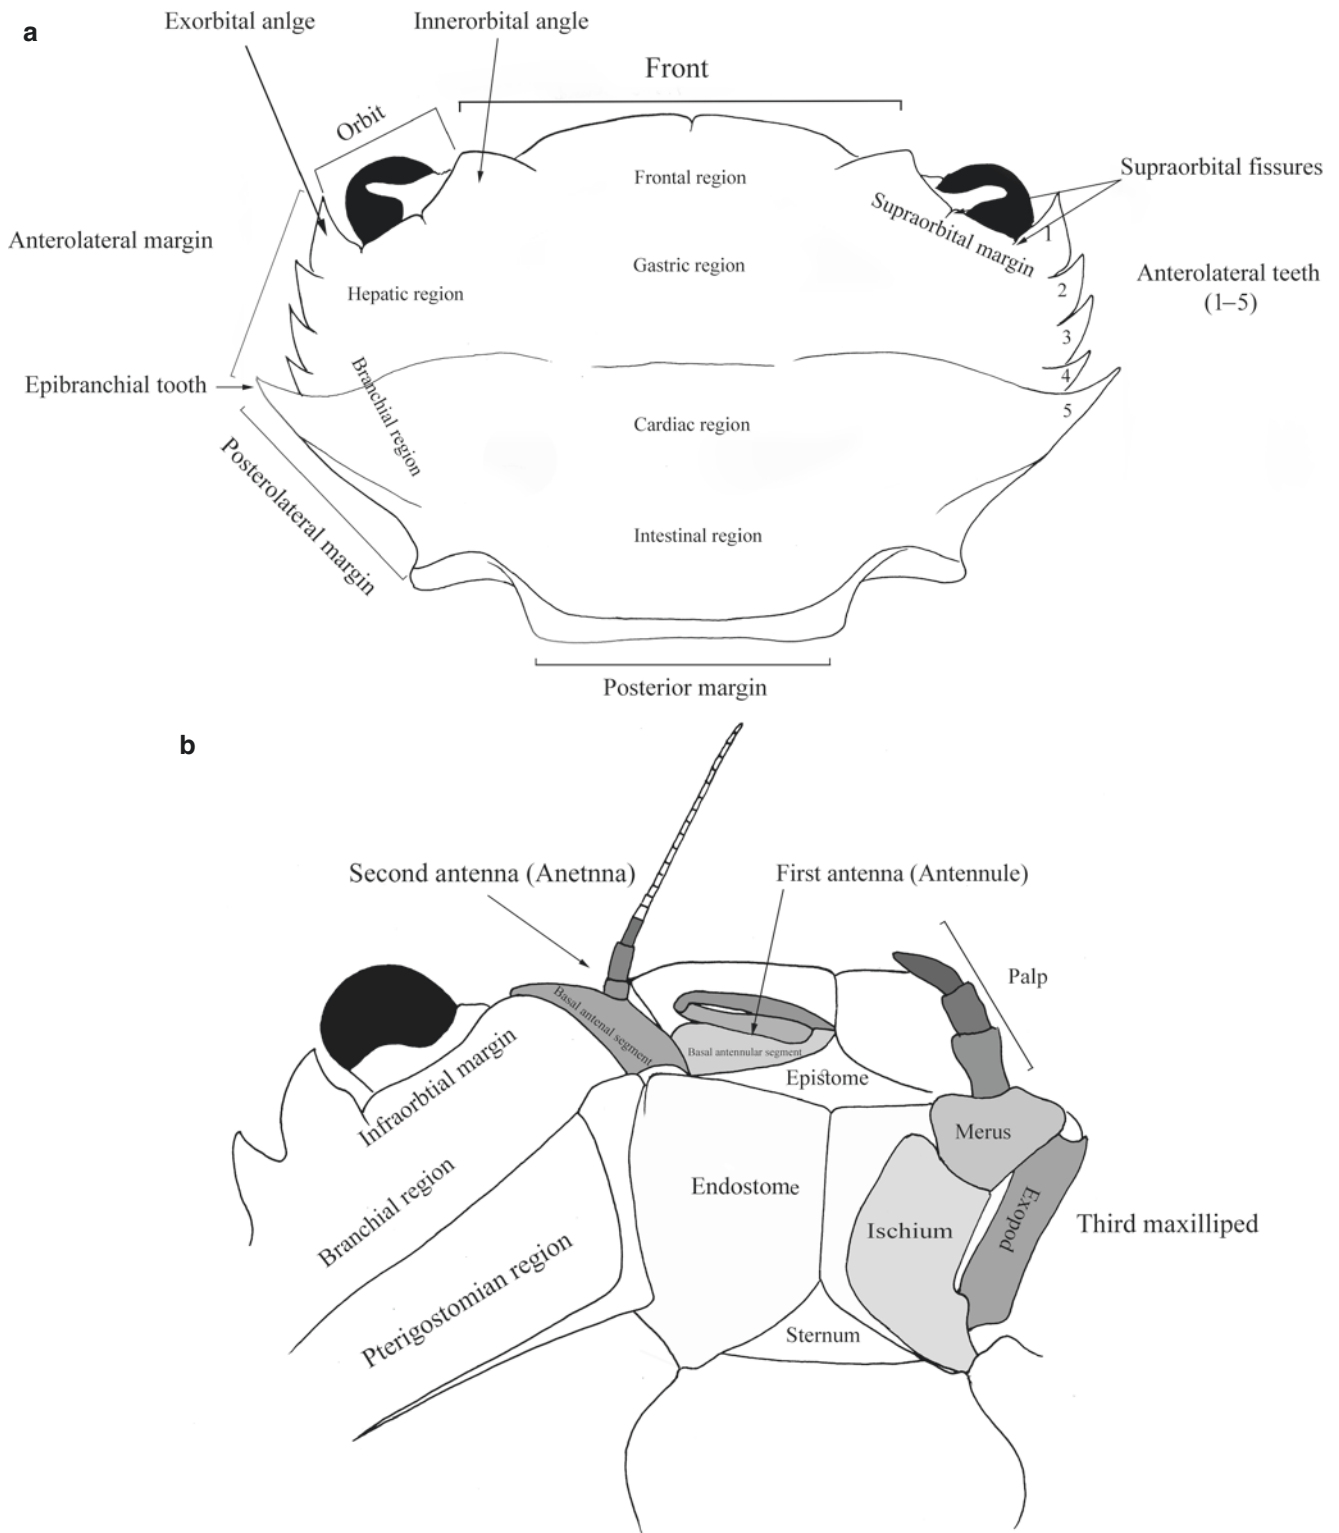 a
Exorbital anlge
Innerorbital angle
Front
Orbit
Supraorbital fissures
Frontal region
Supraorbital margin
Anterolateral margin
1
Gastric region
Anterolateral teeth
(1–5)
Hepatic region
2
3
Epibranchial tooth
Branchial region
4
5
Cardiac region
Posterolateral margin
Intestinal region
Posterior margin
b
Second antenna (Anetnna)
First antenna (Antennule)
Palp
Basal antenal segment
Basal antennular segment
Epistome
Infraorbtial margin
Merus
Branchial region
Endostome
Exopod
Ischium
Third maxilliped
Pterigostomian region
Sternum